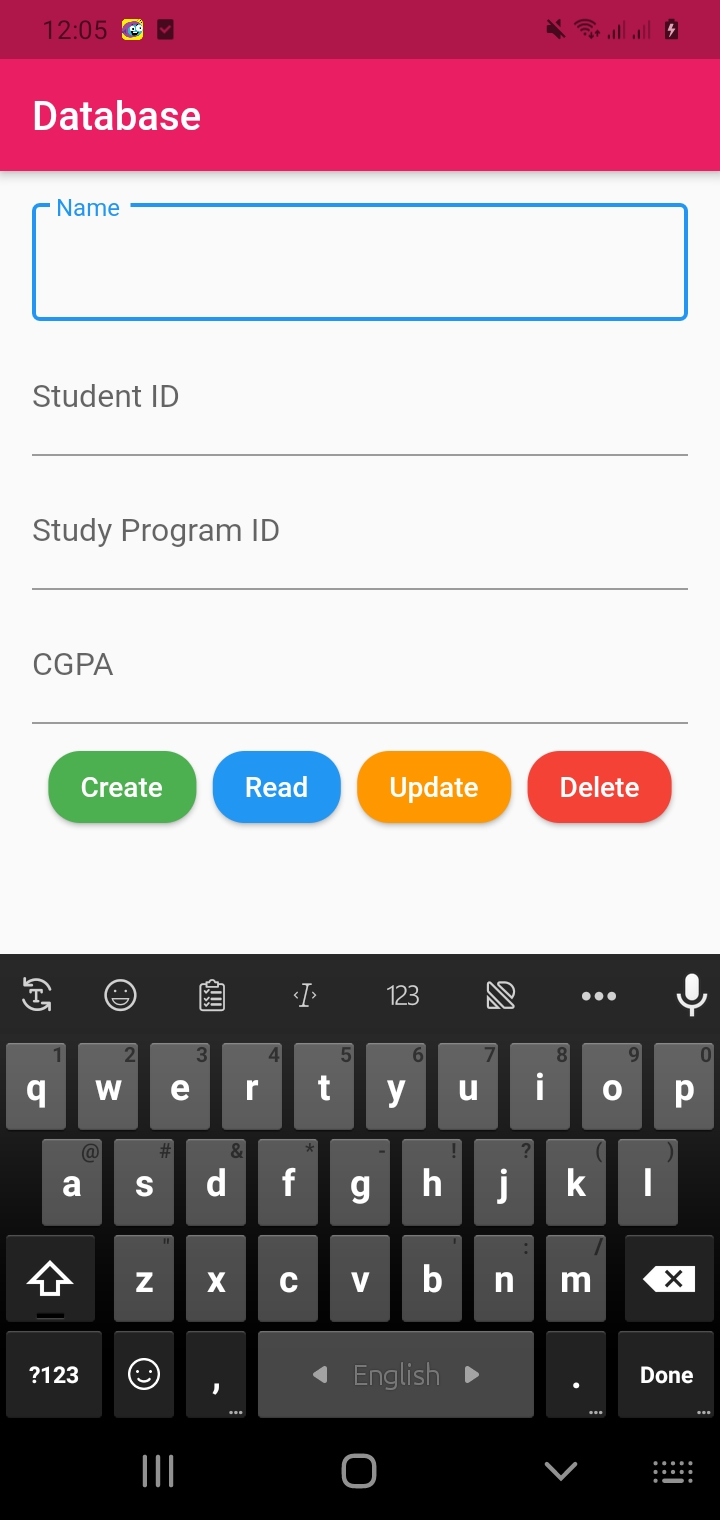 12:05
Database
Name
Student ID
Study Program ID
CGPA
Create Read Update Delete
123
1 2 3 4 5 6 7 8 9 0
q w e r t y u i o p
@ # & * - ! ? ( )
a s d f g h j k l
" ' : /
z x c v b n m
?123 , English . Done